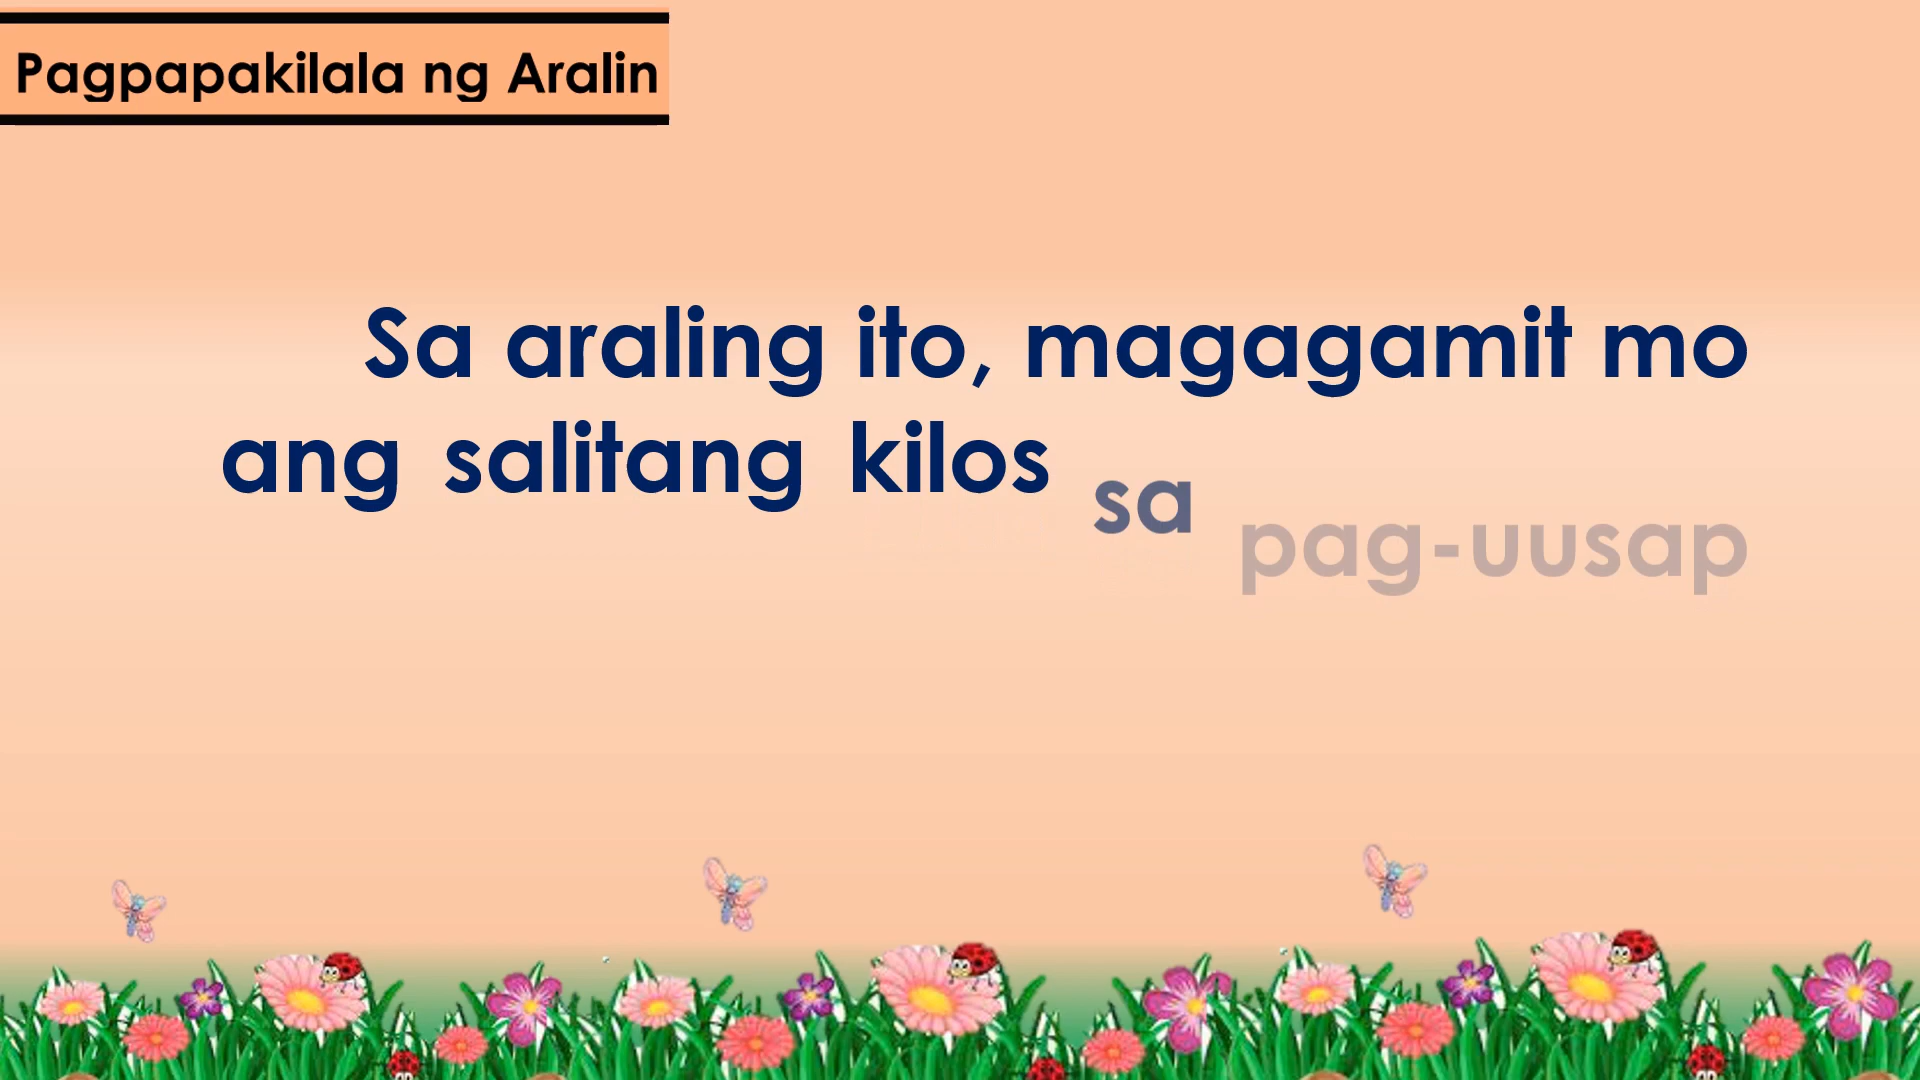 Pagpapakilala ng Aralin
Sa araling ito, magagamit mo
ang salitang kilos sa pag-uusap